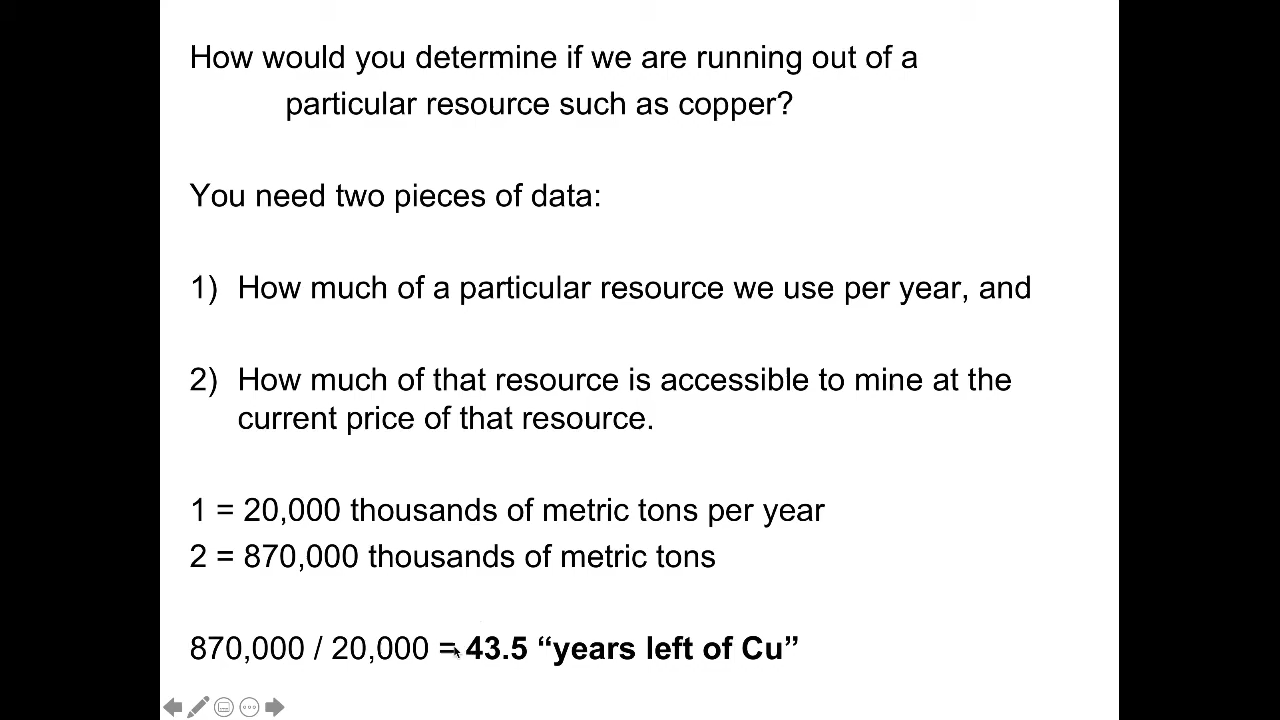 How would you determine if we are running out of a
particular resource such as copper?
You need two pieces of data:
1) How much of a particular resource we use per year, and
2) How much of that resource is accessible to mine at the
current price of that resource.
1 = 20,000 thousands of metric tons per year
2 = 870,000 thousands of metric tons
870,000 / 20,000 = 43.5 “years left of Cu”